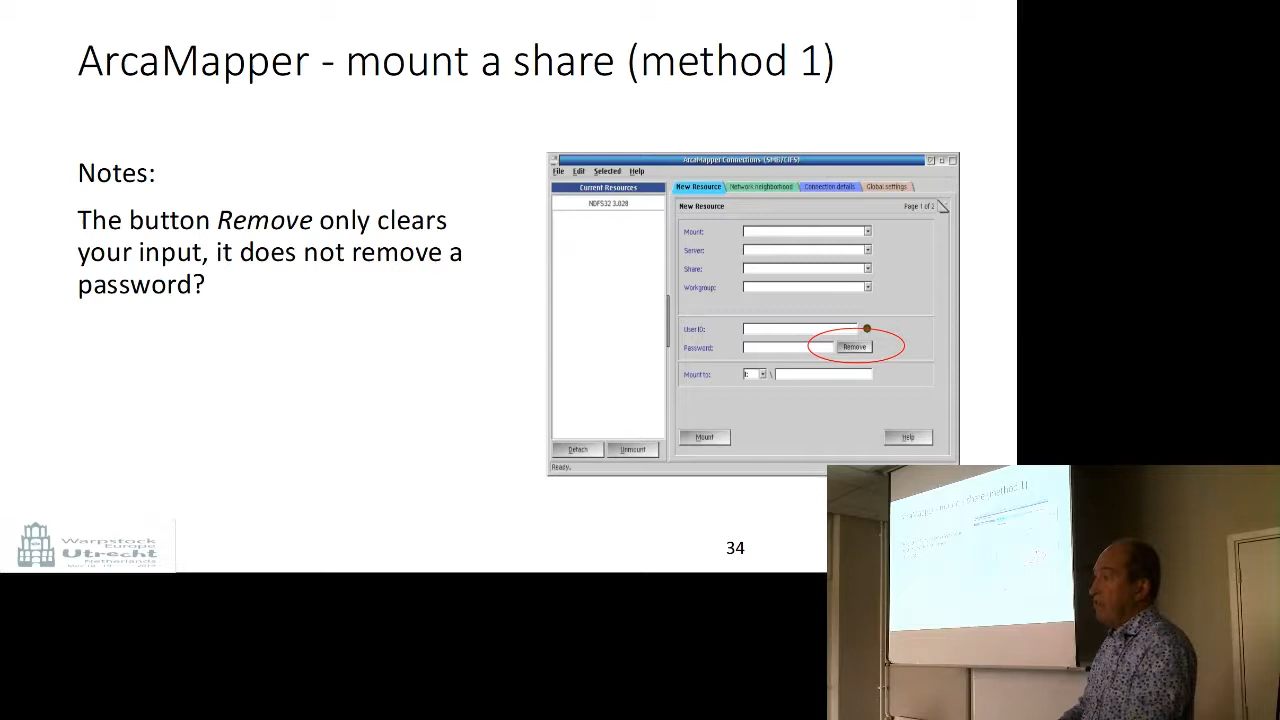 ArcaMapper - mount a share (method 1)
Notes:
The button Remove only clears
your input, it does not remove a
password?
ArcaMapper Connections (SMB/CIFS)
File Edit Selected Help
Current Resources
NDFS32 3.028
New Resource Network neighborhood Connection details Global settings
New Resource Page 1 of 2
Mount:
Server:
Share:
Workgroup:
User ID:
Password: Remove
Mount to: \
Mount Help
Detach Unmount
Ready.
Warpstock
Europe
Utrecht
Netherlands
34